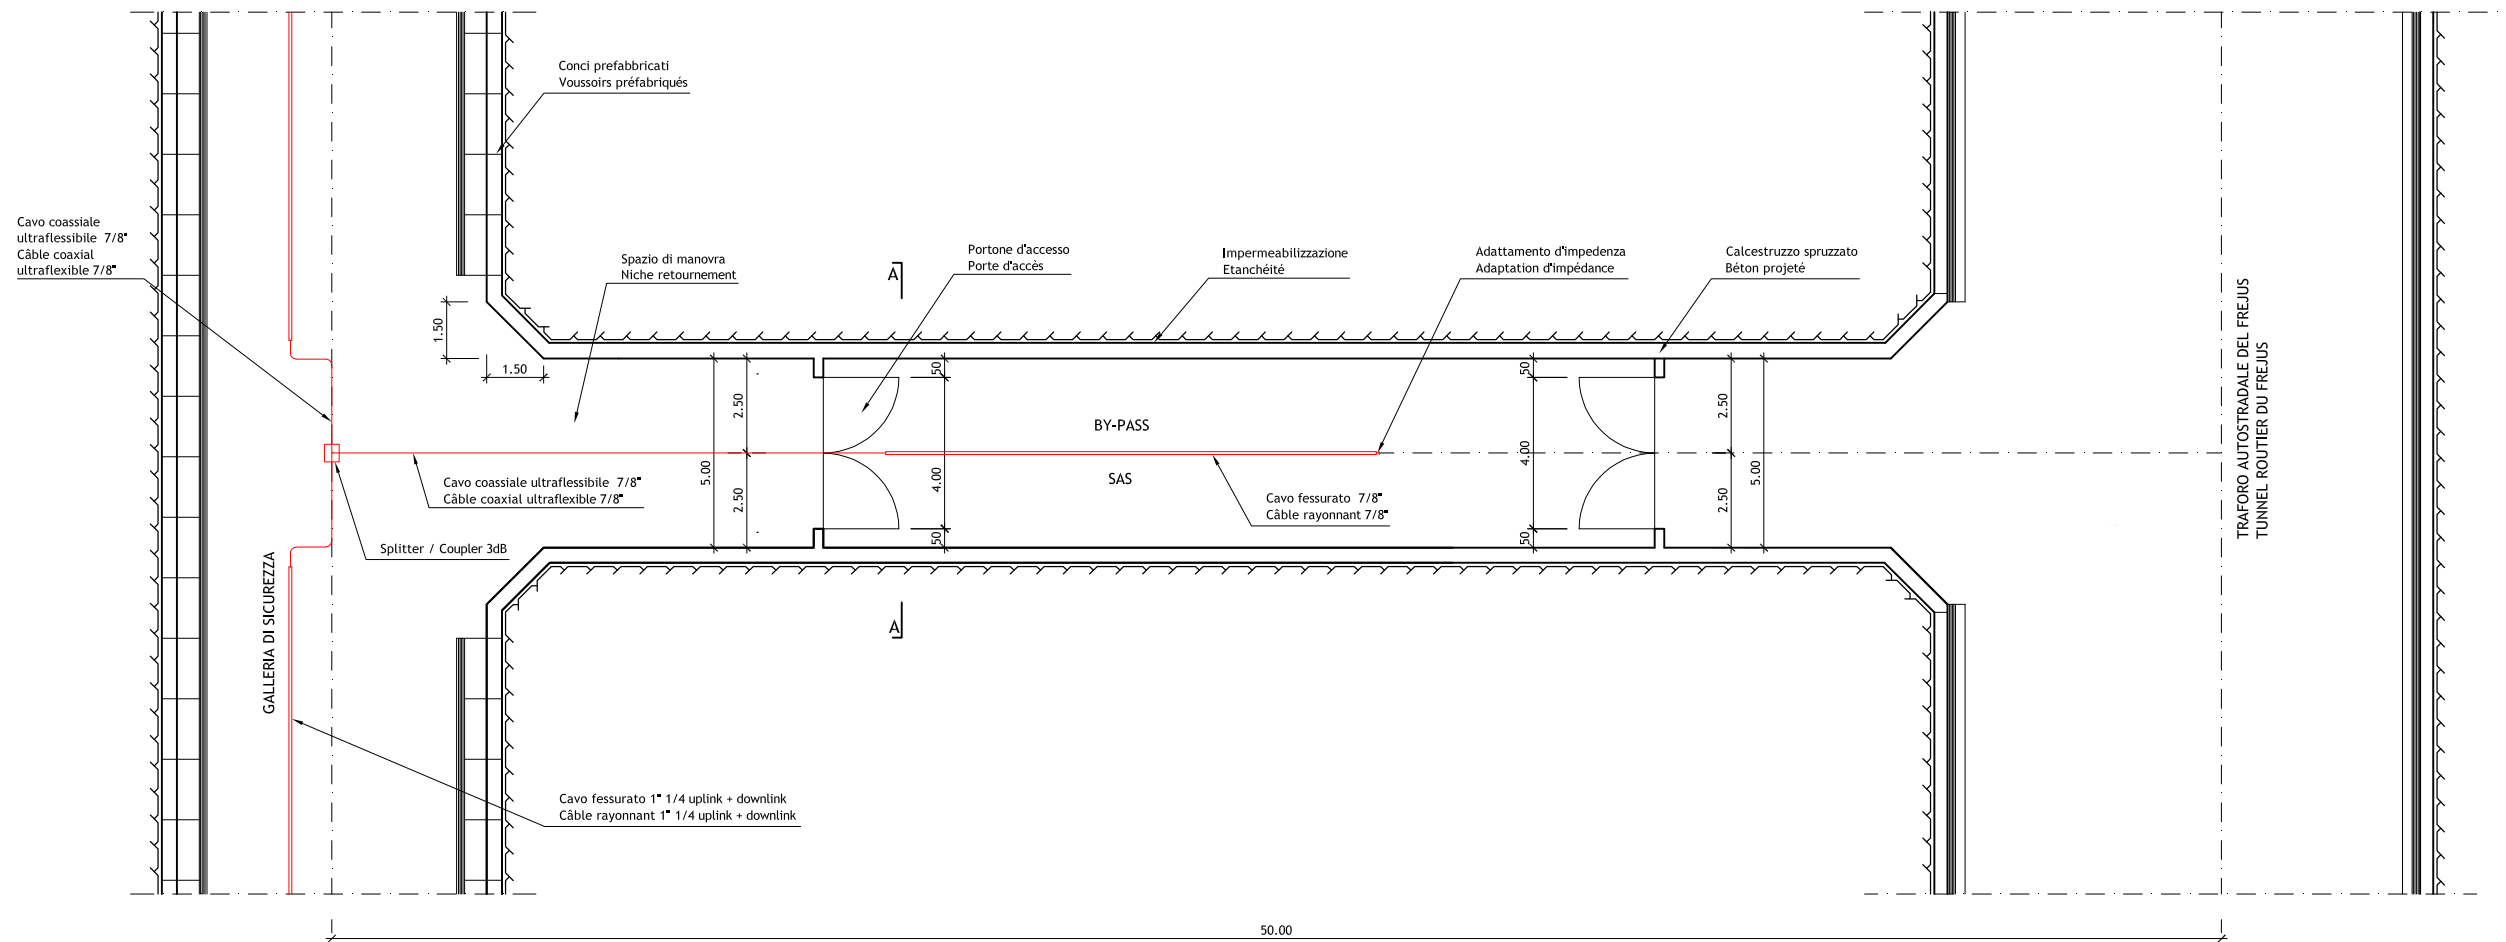 Conci prefabbricati
Voussoirs préfabriqués
Cavo coassiale
ultraflessibile 7/8"
Câble coaxial
ultraflexible 7/8"
Spazio di manovra
Niche retournement
Portone d'accesso
Porte d'accès
Impermeabilizzazione
Etanchéité
Adattamento d'impedenza
Adaptation d'impédance
Calcestruzzo spruzzato
Béton projeté
A
1.50
1.50
50
50
2.50
2.50
BY-PASS
SAS
5.00
4.00
4.00
5.00
2.50
2.50
50
50
Cavo coassiale ultraflessibile 7/8"
Câble coaxial ultraflexible 7/8"
Cavo fessurato 7/8"
Câble rayonnant 7/8"
Splitter / Coupler 3dB
GALLERIA DI SICUREZZA
TRAFORO AUTOSTRADALE DEL FREJUS
TUNNEL ROUTIER DU FREJUS
A
Cavo fessurato 1" 1/4 uplink + downlink
Câble rayonnant 1" 1/4 uplink + downlink
50.00